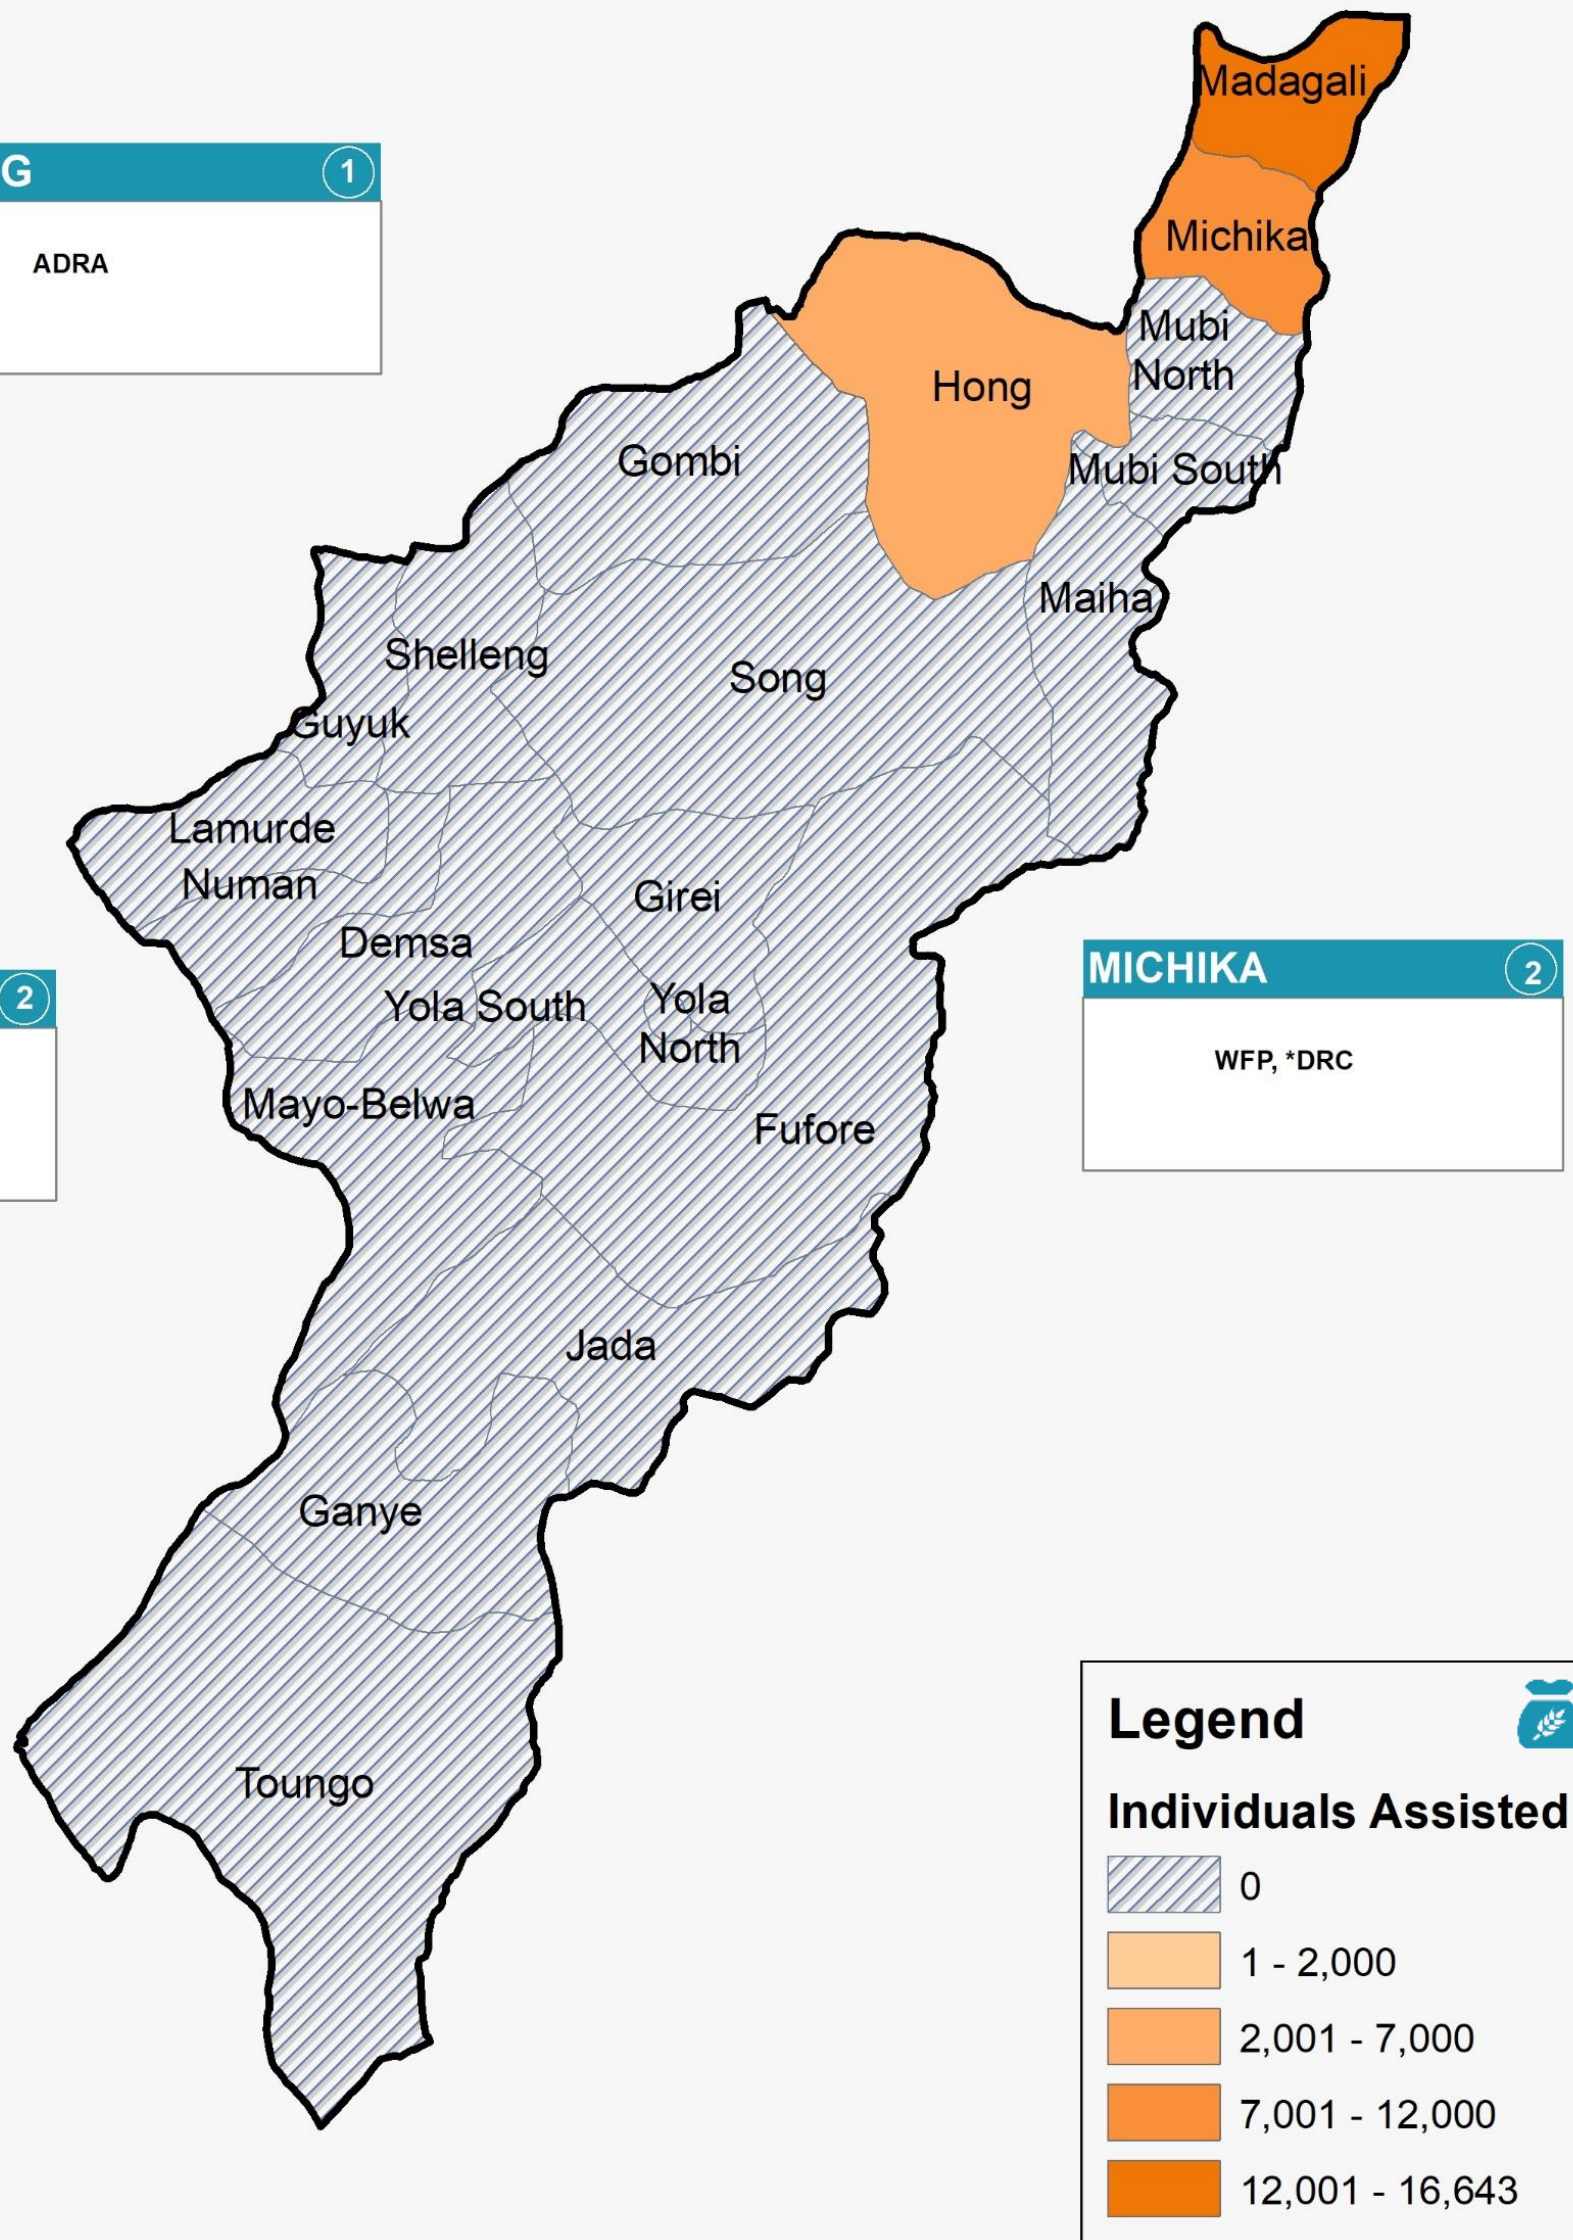 Madagali
G 1
ADRA
Michika
Mubi
North
Hong
Gombi
Mubi South
Maiha
Shelleng
Song
Guyuk
Lamurde
Numan
Girei
Demsa
Yola South
Yola
North
MICHIKA 2
2
WFP, *DRC
Mayo-Belwa
Fufore
Jada
Ganye
Toungo
Legend
Individuals Assisted
0
1 - 2,000
2,001 - 7,000
7,001 - 12,000
12,001 - 16,643